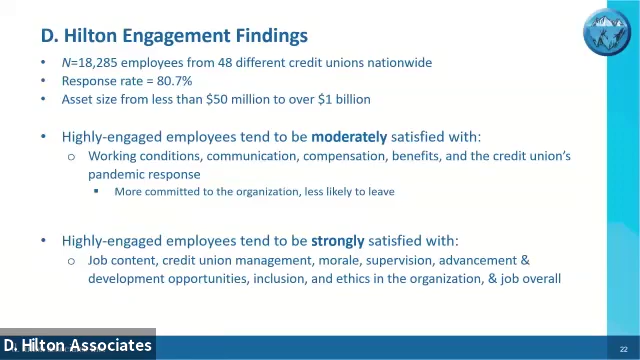 D. Hilton Engagement Findings
• N=18,285 employees from 48 different credit unions nationwide
• Response rate = 80.7%
• Asset size from less than $50 million to over $1 billion
• Highly-engaged employees tend to be moderately satisfied with:
o Working conditions, communication, compensation, benefits, and the credit union's
pandemic response
▪ More committed to the organization, less likely to leave
• Highly-engaged employees tend to be strongly satisfied with:
o Job content, credit union management, morale, supervision, advancement &
development opportunities, inclusion, and ethics in the organization, & job overall
D. Hilton Associates
22